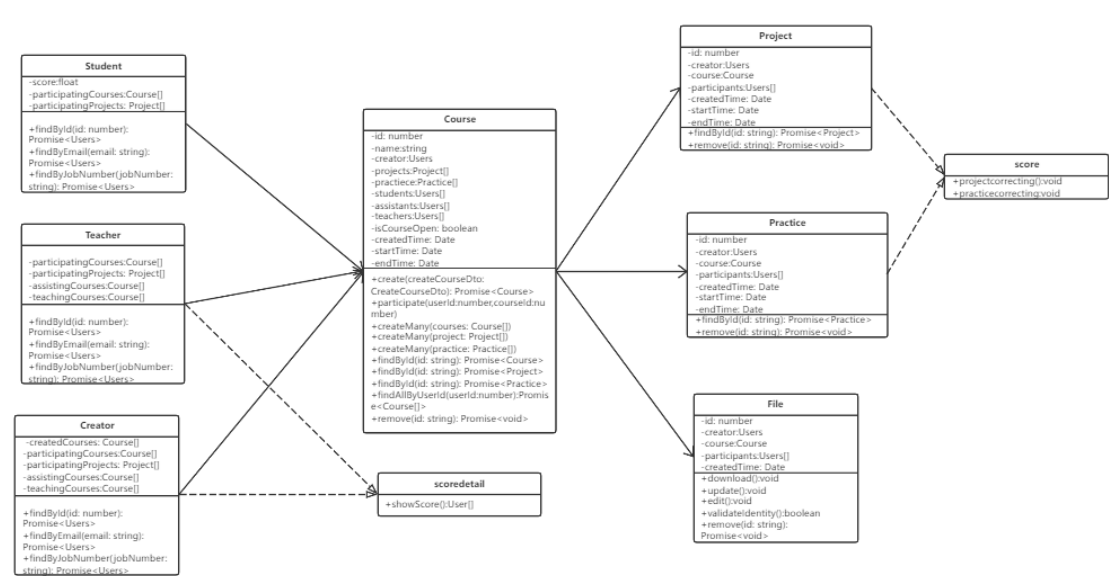 Student
-score:float
-participatingCourses:Course[]
-participatingProjects: Project[]
+findById(id: number):
Promise<Users>
+findByEmail(email: string):
Promise<Users>
+findByJobNumber(jobNumber:
string): Promise<Users>
Teacher
-participatingCourses:Course[]
-participatingProjects: Project[]
-assistingCourses:Course[]
-teachingCourses:Course[]
+findById(id: number):
Promise<Users>
+findByEmail(email: string):
Promise<Users>
+findByJobNumber(jobNumber:
string): Promise<Users>
Creator
-createdCourses: Course[]
-participatingCourses:Course[]
-participatingProjects: Project[]
-assistingCourses:Course[]
-teachingCourses:Course[]
+findById(id: number):
Promise<Users>
+findByEmail(email: string):
Promise<Users>
+findByJobNumber(jobNumber:
string): Promise<Users>
Course
-id: number
-name:string
-creator:Users
-projects:Project[]
-practiece:Practice[]
-students:Users[]
-assistants:Users[]
-teachers:Users[]
-isCourseOpen: boolean
-createdTime: Date
-startTime: Date
-endTime: Date
+create(createCourseDto:
CreateCourseDto): Promise<Course>
+participate(userId:number,courseId:nu
mber)
+createMany(courses: Course[])
+createMany(project: Project[])
+createMany(practice: Practice[])
+findById(id: string): Promise<Course>
+findById(id: string): Promise<Project>
+findById(id: string): Promise<Practice>
+findAllByUserId(userId:number):Promis
e<Course[]>
+remove(id: string): Promise<void>
scoredetail
+showScore():User[]
Project
-id: number
-creator:Users
-course:Course
-participants:Users[]
-createdTime: Date
-startTime: Date
-endTime: Date
+findById(id: string): Promise<Project>
+remove(id: string): Promise<void>
Practice
-id: number
-creator:Users
-course:Course
-participants:Users[]
-createdTime: Date
-startTime: Date
-endTime: Date
+findById(id: string): Promise<Practice>
+remove(id: string): Promise<void>
File
-id: number
-creator:Users
-course:Course
-participants:Users[]
-createdTime: Date
+download():void
+update():void
+edit():void
+validateIdentity():boolean
+remove(id: string):
Promise<void>
score
+projectcorrecting():void
+practicecorrecting:void